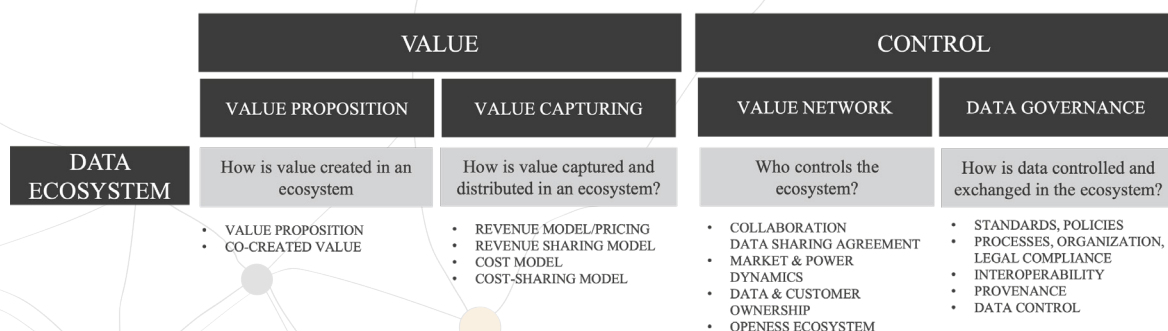 VALUE
CONTROL
VALUE PROPOSITION
VALUE CAPTURING
VALUE NETWORK
DATA GOVERNANCE
DATA
ECOSYSTEM
How is value created in an
ecosystem
How is value captured and
distributed in an ecosystem?
Who controls the
ecosystem?
How is data controlled and
exchanged in the ecosystem?
• VALUE PROPOSITION
• CO-CREATED VALUE
• REVENUE MODEL/PRICING
• REVENUE SHARING MODEL
• COST MODEL
• COST-SHARING MODEL
• COLLABORATION
DATA SHARING AGREEMENT
• MARKET & POWER
DYNAMICS
• DATA & CUSTOMER
OWNERSHIP
• OPENESS ECOSYSTEM
• STANDARDS, POLICIES
• PROCESSES, ORGANIZATION,
LEGAL COMPLIANCE
• INTEROPERABILITY
• PROVENANCE
• DATA CONTROL